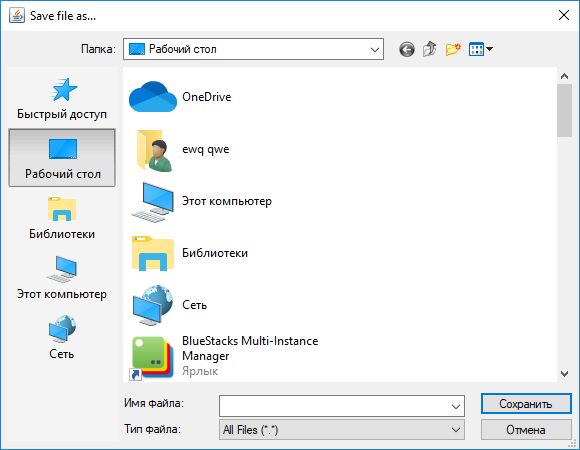 Save file as...
Папка:
Рабочий стол
Быстрый доступ
Рабочий стол
Библиотеки
Этот компьютер
Сеть
OneDrive
ewq qwe
Этот компьютер
Библиотеки
Сеть
BlueStacks Multi-Instance
Manager
Ярлык
Имя файла:
Сохранить
Тип файла:
All Files (*.*)
Отмена